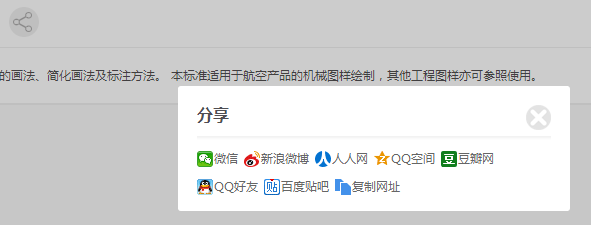 的画法、简化画法及标注方法。 本标准适用于航空产品的机械图样绘制，其他工程图样亦可参照使用。
分享
微信 新浪微博 人人网 QQ空间 豆 豆瓣网
QQ好友 贴 百度贴吧 复制网址